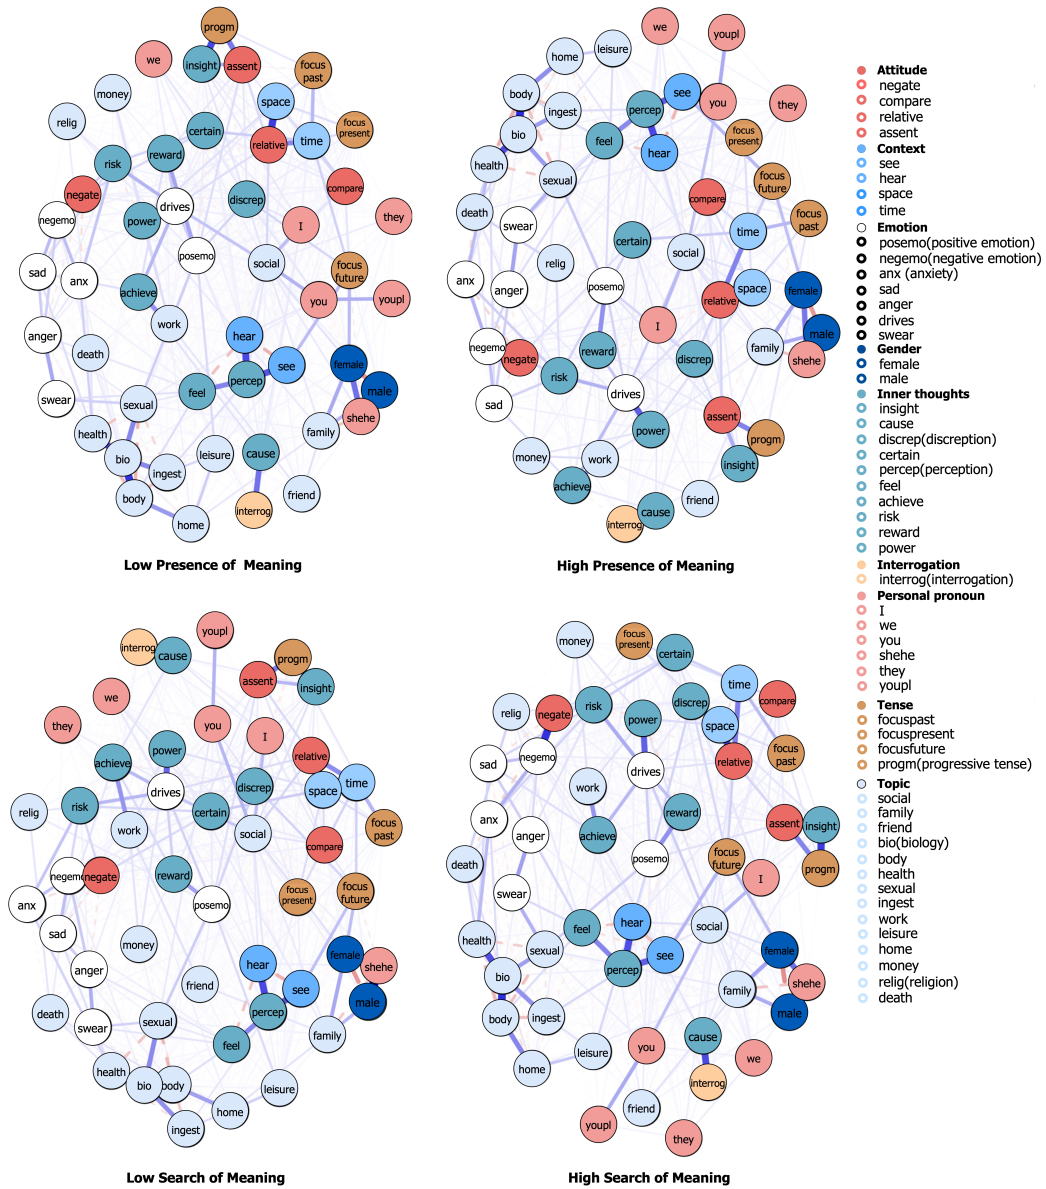 progm
we
insight
assent
focus
past
money
space
relig
certain
focus
present
relative
time
risk
reward
negate
compare
negemo
drives
discrep
they
power
I
posemo
sad
anx
social
focus
future
achieve
you
youpl
work
anger
hear
death
see
female
percep
male
feel
swear
sexual
shehe
health
family
leisure
cause
bio
ingest
body
friend
interrog
home
Low Presence of  Meaning
we
youpl
leisure
home
body
see
you
they
ingest
percep
bio
focus
present
feel
hear
health
sexual
focus
future
compare
death
focus
past
swear
time
certain
social
relig
anx
anger
posemo
space
female
relative
I
male
negemo
negate
reward
discrep
family
shehe
risk
sad
drives
assent
power
progm
money
work
insight
achieve
friend
cause
interrog
High Presence of Meaning
youpl
interrog
cause
progm
assent
insight
we
they
you
I
power
achieve
relative
drives
discrep
space
time
risk
certain
relig
work
social
focus
past
compare
negemo
negate
reward
focus
present
focus
future
anx
posemo
sad
money
female
anger
hear
shehe
friend
see
male
death
percep
swear
sexual
family
feel
health
bio
body
leisure
home
ingest
Low Search of Meaning
money
focus
present
certain
time
relig
negate
risk
discrep
compare
power
space
sad
negemo
relative
focus
past
drives
work
anx
reward
assent
insight
anger
achieve
death
posemo
focus
future
progm
I
swear
hear
social
feel
health
sexual
female
see
bio
percep
shehe
family
male
body
ingest
cause
you
leisure
we
home
interrog
friend
youpl
they
High Search of Meaning
Attitude
negate
compare
relative
assent
Context
see
hear
space
time
Emotion
posemo(positive emotion)
negemo(negative emotion)
anx (anxiety)
sad
anger
drives
swear
Gender
female
male
Inner thoughts
insight
cause
discrep(discreption)
certain
percep(perception)
feel
achieve
risk
reward
power
Interrogation
interrog(interrogation)
Personal pronoun
I
we
you
shehe
they
youpl
Tense
focuspast
focuspresent
focusfuture
progm(progressive tense)
Topic
social
family
friend
bio(biology)
body
health
sexual
ingest
work
leisure
home
money
relig(religion)
death